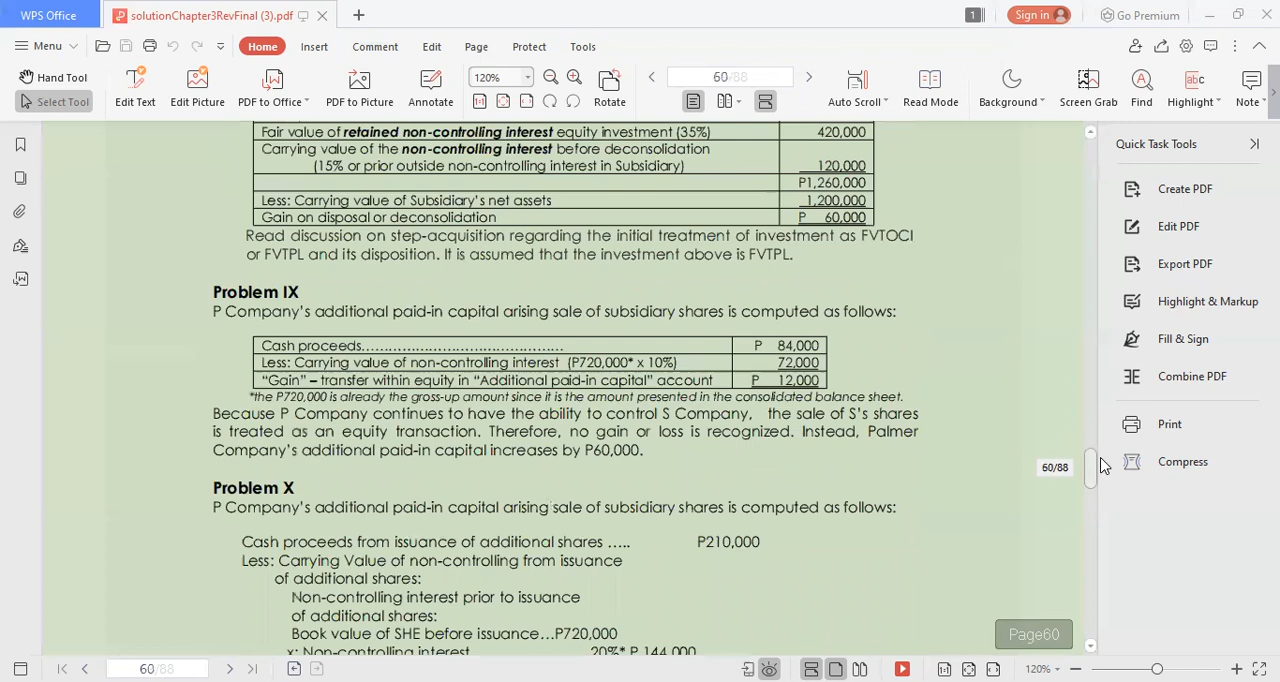 WPS Office
solutionChapter3RevFinal (3).pdf
1
Sign in
Go Premium
Menu
Home
Insert
Comment
Edit
Page
Protect
Tools
Hand Tool
Select Tool
Edit Text
Edit Picture
PDF to Office
PDF to Picture
Annotate
120%
Rotate
60/88
Auto Scroll
Read Mode
Background
Screen Grab
Find
Highlight
Note
Fair value of retained non-controlling interest equity investment (35%) 420,000
Carrying value of the non-controlling interest before deconsolidation
(15% or prior outside non-controlling interest in Subsidiary) 120,000
P1,260,000
Less: Carrying value of Subsidiary's net assets 1,200,000
Gain on disposal or deconsolidation P 60,000
Read discussion on step-acquisition regarding the initial treatment of investment as FVTOCI
or FVTPL and its disposition. It is assumed that the investment above is FVTPL.
Problem IX
P Company's additional paid-in capital arising sale of subsidiary shares is computed as follows:
Cash proceeds………………………………………… P 84,000
Less: Carrying value of non-controlling interest (P720,000* x 10%) 72,000
"Gain" – transfer within equity in "Additional paid-in capital" account P 12,000
*the P720,000 is already the gross-up amount since it is the amount presented in the consolidated balance sheet.
Because P Company continues to have the ability to control S Company, the sale of S's shares
is treated as an equity transaction. Therefore, no gain or loss is recognized. Instead, Palmer
Company's additional paid-in capital increases by P60,000.
Problem X
P Company's additional paid-in capital arising sale of subsidiary shares is computed as follows:
Cash proceeds from issuance of additional shares ….. P210,000
Less: Carrying Value of non-controlling from issuance
of additional shares:
Non-controlling interest prior to issuance
of additional shares:
Book value of SHE before issuance…P720,000
x: Non-controlling interest 20%* P 144,000
Quick Task Tools
Create PDF
Edit PDF
Export PDF
Highlight & Markup
Fill & Sign
Combine PDF
Print
Compress
60/88
Page60
60/88
120%